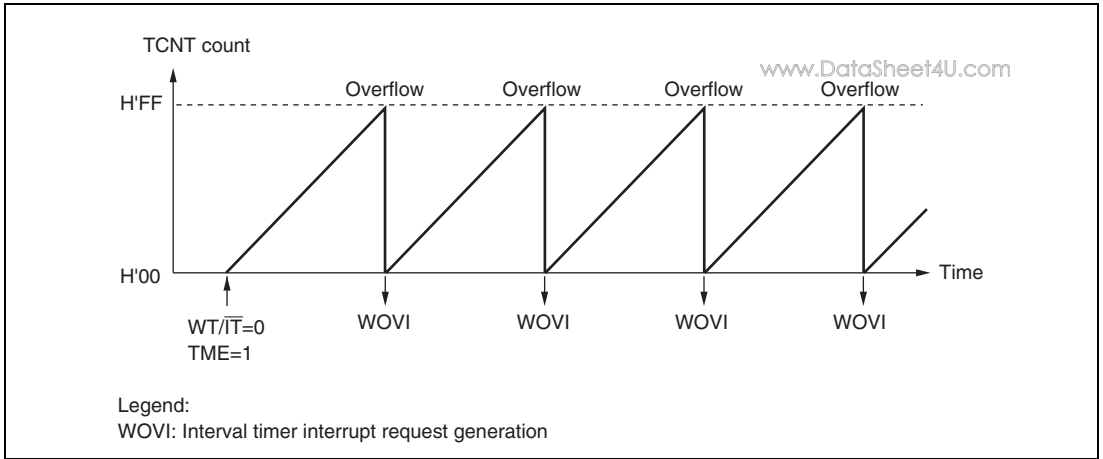 TCNT count
www.DataSheet4U.com
Overflow Overflow Overflow Overflow
H'FF
H'00
Time
WT/I̅T̅=0
TME=1
WOVI WOVI WOVI WOVI
Legend:
WOVI: Interval timer interrupt request generation